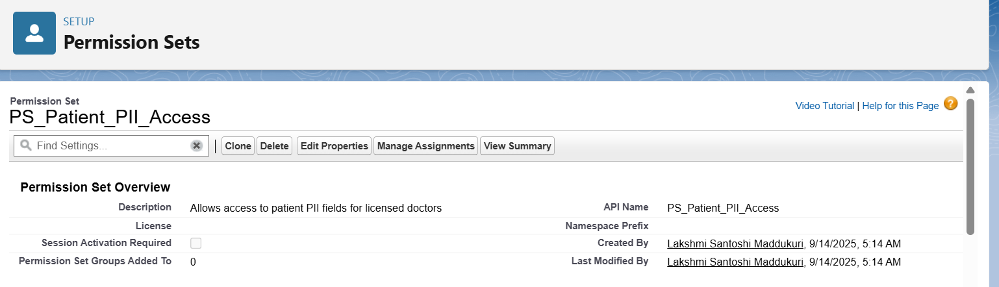 SETUP
Permission Sets
Permission Set
PS_Patient_PII_Access
Video Tutorial | Help for this Page ?
Find Settings... Clone Delete Edit Properties Manage Assignments View Summary
Permission Set Overview
Description Allows access to patient PII fields for licensed doctors API Name PS_Patient_PII_Access
License Namespace Prefix
Session Activation Required Created By Lakshmi Santoshi Maddukuri, 9/14/2025, 5:14 AM
Permission Set Groups Added To 0 Last Modified By Lakshmi Santoshi Maddukuri, 9/14/2025, 5:14 AM